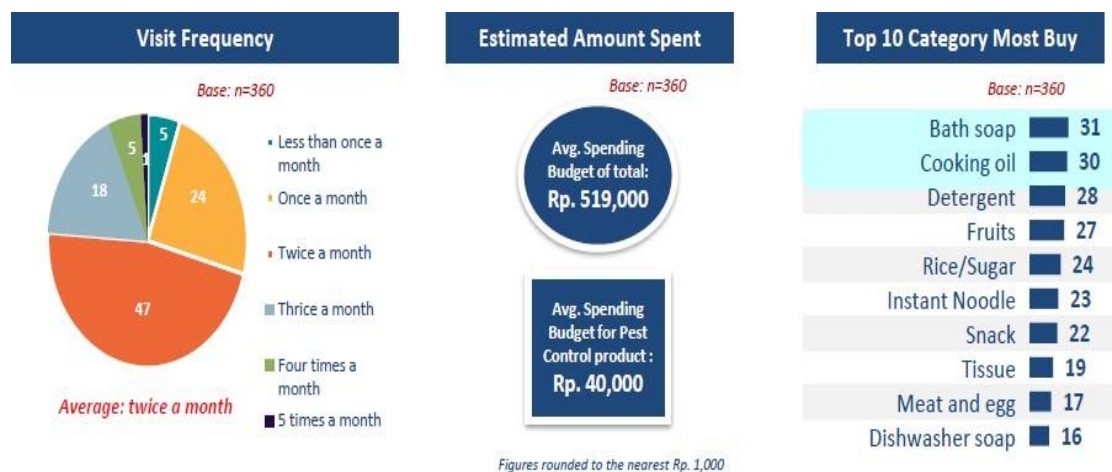 Visit Frequency
Base: n=360
5
24
47
18
5
1
Less than once a
month
Once a month
Twice a month
Thrice a month
Four times a
month
5 times a month
Average: twice a month
Estimated Amount Spent
Base: n=360
Avg. Spending
Budget of total:
Rp. 519,000
Avg. Spending
Budget for Pest
Control product :
Rp. 40,000
Figures rounded to the nearest Rp. 1,000
Top 10 Category Most Buy
Base: n=360
Bath soap 31
Cooking oil 30
Detergent 28
Fruits 27
Rice/Sugar 24
Instant Noodle 23
Snack 22
Tissue 19
Meat and egg 17
Dishwasher soap 16